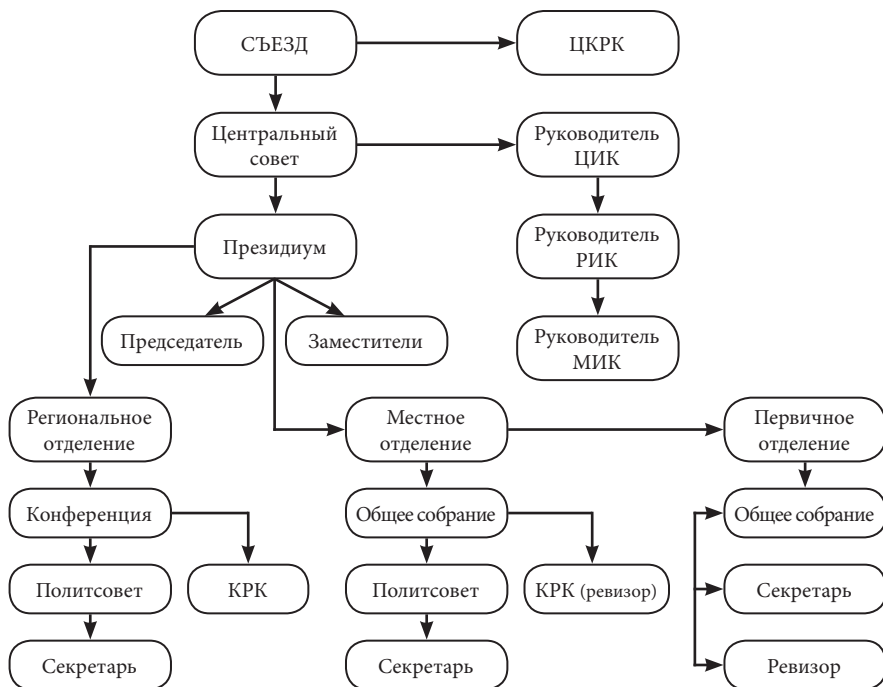 СЪЕЗД
ЦКРК
Центральный
совет
Руководитель
ЦИК
Президиум
Руководитель
РИК
Председатель
Заместители
Руководитель
МИК
Региональное
отделение
Местное
отделение
Первичное
отделение
Конференция
Общее собрание
Общее собрание
Политсовет
КРК
Политсовет
КРК (ревизор)
Секретарь
Секретарь
Секретарь
Ревизор